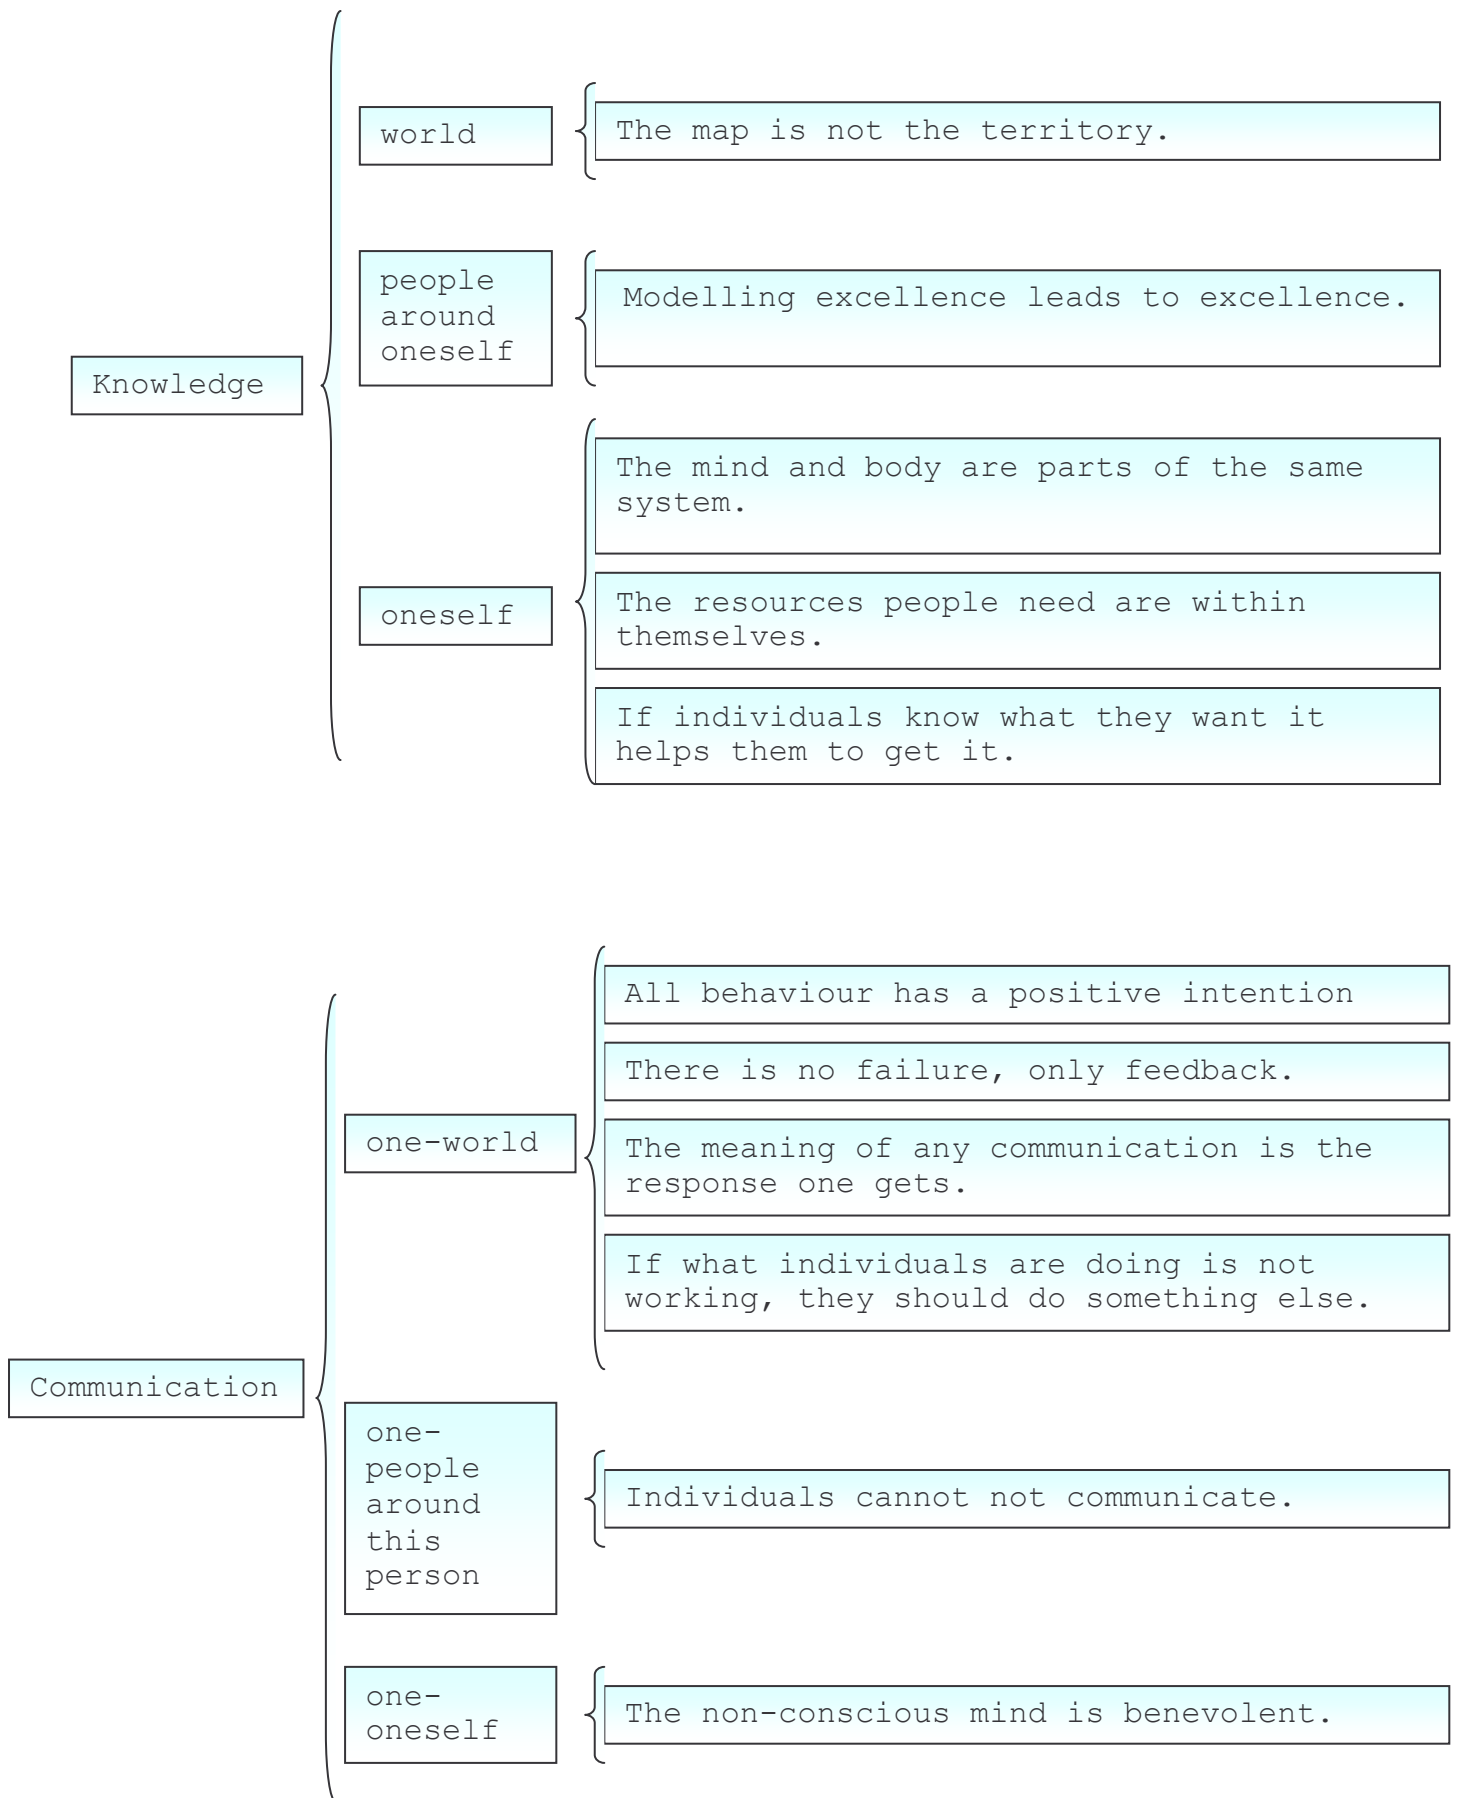 Knowledge
world
The map is not the territory.
people
around
oneself
Modelling excellence leads to excellence.
oneself
The mind and body are parts of the same
system.
The resources people need are within
themselves.
If individuals know what they want it
helps them to get it.
Communication
one-world
All behaviour has a positive intention
There is no failure, only feedback.
The meaning of any communication is the
response one gets.
If what individuals are doing is not
working, they should do something else.
one-
people
around
this
person
Individuals cannot not communicate.
one-
oneself
The non-conscious mind is benevolent.